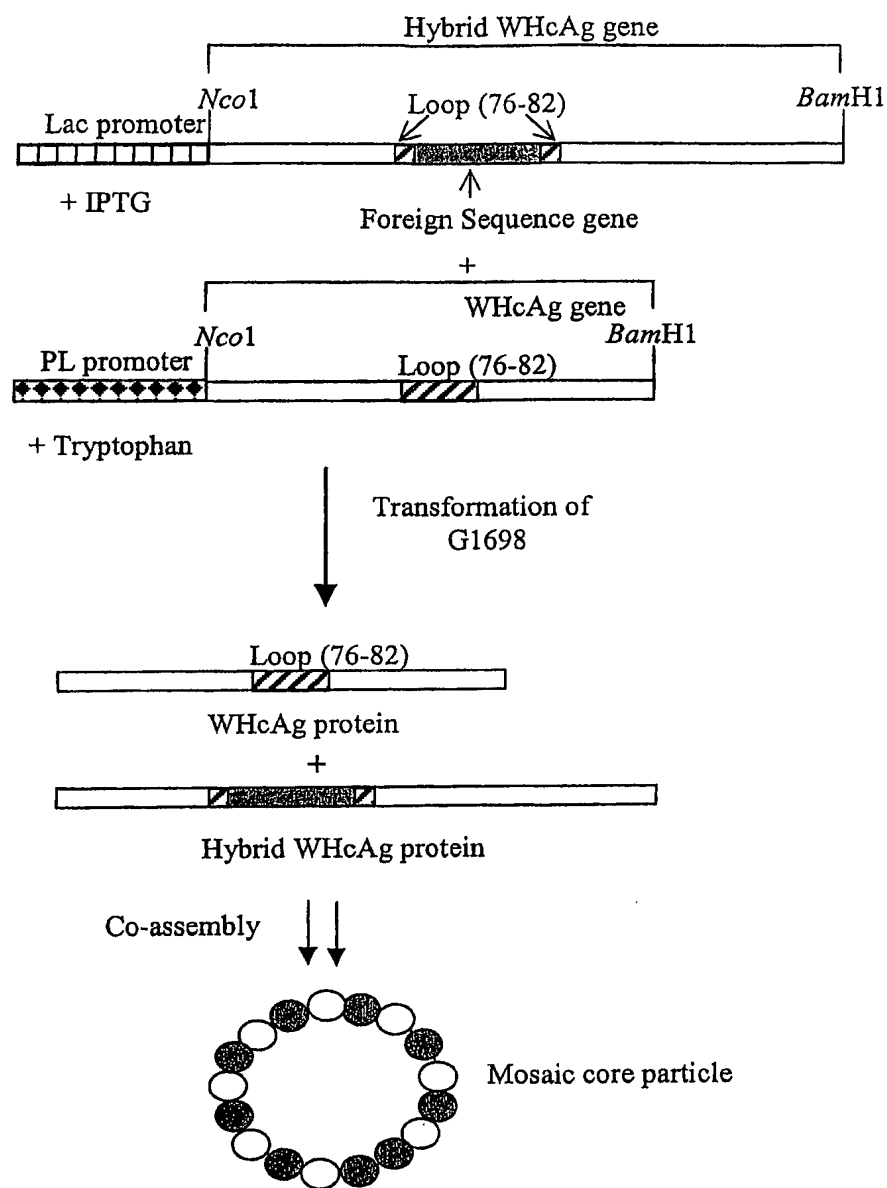 Hybrid WHcAg gene
Nco1
Loop (76-82)
BamH1
Lac promoter
+ IPTG
Foreign Sequence gene
+
WHcAg gene
Nco1
BamH1
PL promoter
Loop (76-82)
+ Tryptophan
Transformation of
G1698
Loop (76-82)
WHcAg protein
+
Hybrid WHcAg protein
Co-assembly
Mosaic core particle